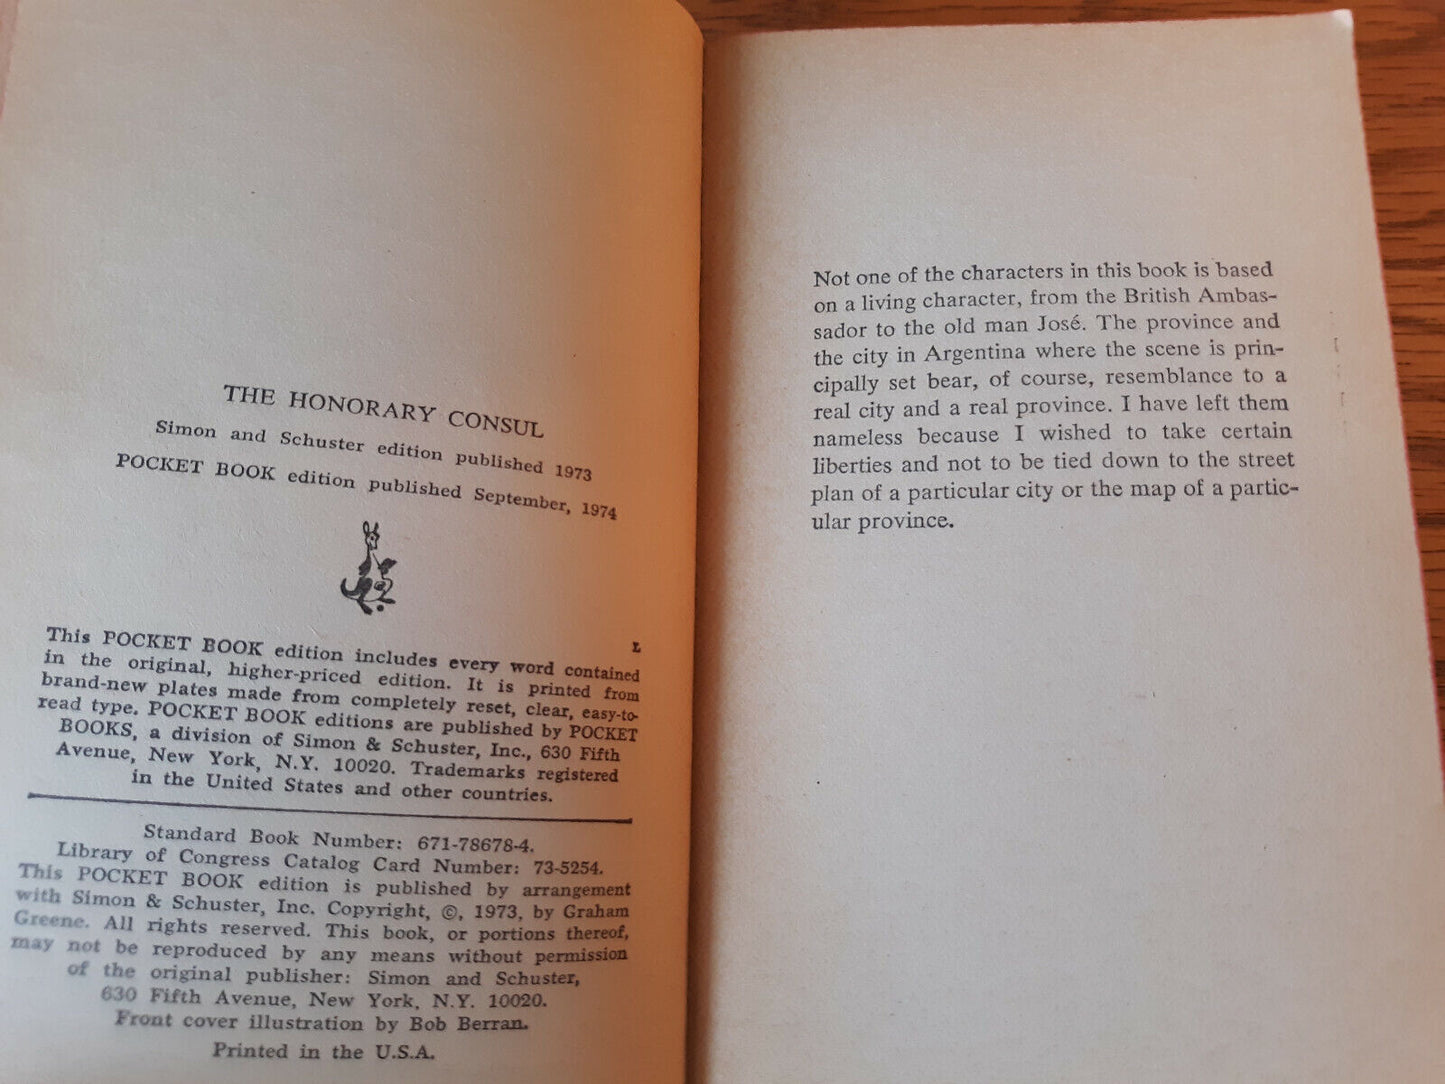 THE HONORARY CONSUL
Simon and Schuster edition published 1973
POCKET BOOK edition published September, 1974
L
This POCKET BOOK edition includes every word contained
in the original, higher-priced edition. It is printed from
brand-new plates made from completely reset, clear, easy-to-
read type. POCKET BOOK editions are published by POCKET
BOOKS, a division of Simon & Schuster, Inc., 630 Fifth
Avenue, New York, N.Y. 10020. Trademarks registered
in the United States and other countries.
Standard Book Number: 671-78678-4.
Library of Congress Catalog Card Number: 73-5254.
This POCKET BOOK edition is published by arrangement
with Simon & Schuster, Inc. Copyright, ©, 1973, by Graham
Greene. All rights reserved. This book, or portions thereof,
may not be reproduced by any means without permission
of the original publisher: Simon and Schuster,
630 Fifth Avenue, New York, N.Y. 10020.
Front cover illustration by Bob Berran.
Printed in the U.S.A.
Not one of the characters in this book is based
on a living character, from the British Ambas-
sador to the old man José. The province and
the city in Argentina where the scene is prin-
cipally set bear, of course, resemblance to a
real city and a real province. I have left them
nameless because I wished to take certain
liberties and not to be tied down to the street
plan of a particular city or the map of a partic-
ular province.